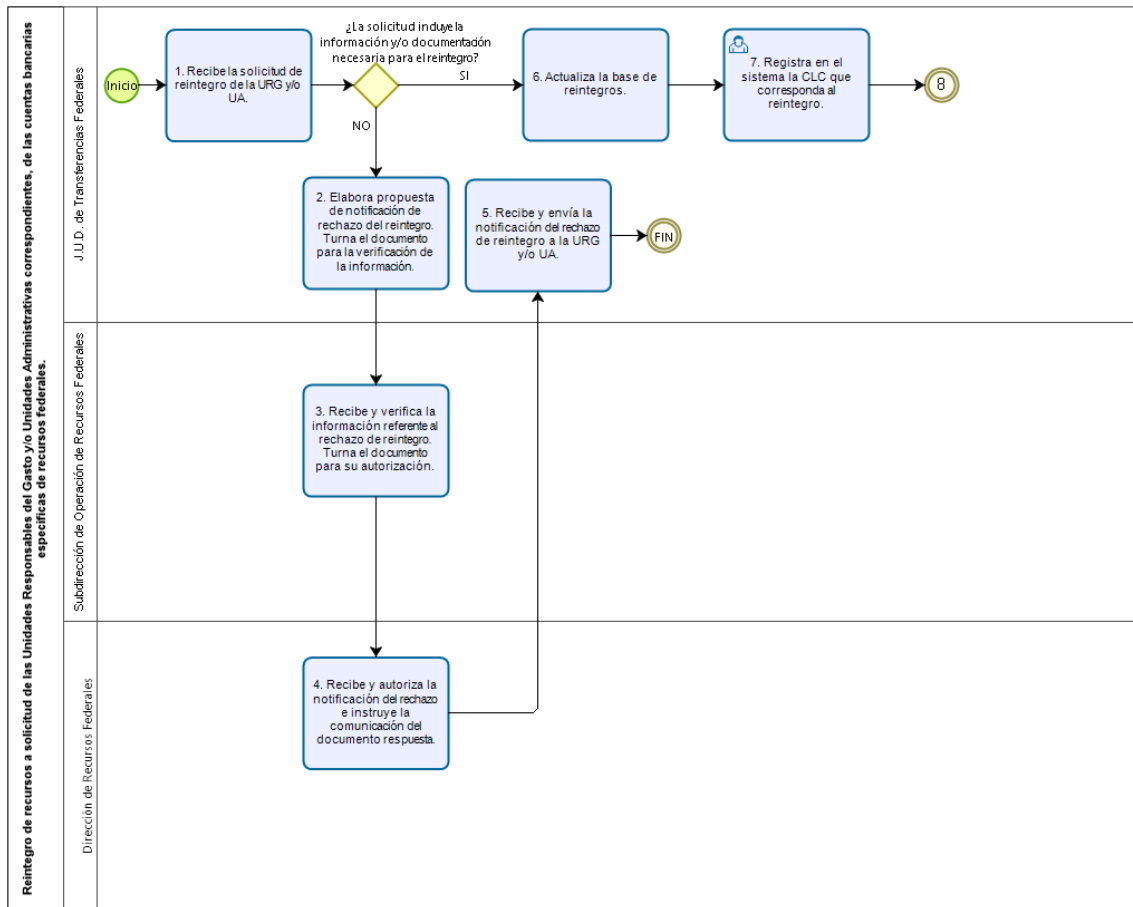 Reintegro de recursos a solicitud de las Unidades Responsables del Gasto y/o Unidades Administrativas correspondientes, de las cuentas bancarias
específicas de recursos federales.
J.U.D. de Transferencias Federales
Inicio
1. Recibe la solicitud de
reintegro de la URG y/o
UA.
¿La solicitud incluye la
información y/o documentación
necesaria para el reintegro?
SI
NO
6. Actualiza la base de
reintegros.
7. Registra en el
sistema la CLC que
corresponda al
reintegro.
8
2. Elabora propuesta
de notificación de
rechazo del reintegro.
Turna el documento
para la verificación de
la información.
5. Recibe y envía la
notificación del rechazo
de reintegro a la URG
y/o UA.
FIN
Subdirección de Operación de Recursos Federales
3. Recibe y verifica la
información referente al
rechazo de reintegro.
Turna el documento
para su autorización.
Dirección de Recursos Federales
4. Recibe y autoriza la
notificación del rechazo
e instruye la
comunicación del
documento respuesta.